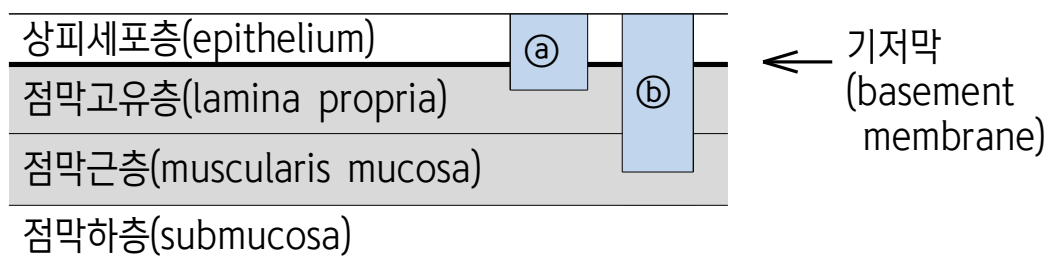 상피세포층(epithelium)
ⓐ
기저막
점막고유층(lamina propria)
ⓑ
(basement
membrane)
점막근층(muscularis mucosa)
점막하층(submucosa)